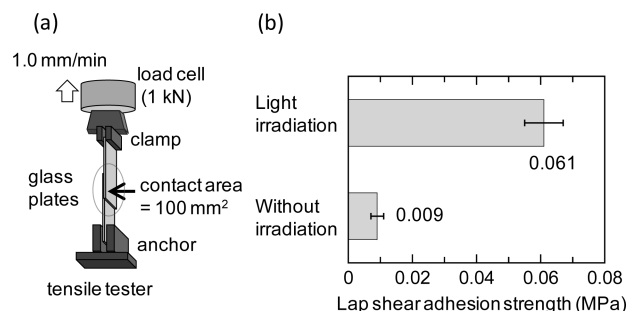 (a)
1.0 mm/min
load cell
(1 kN)
clamp
glass
plates
contact area
= 100 mm²
anchor
tensile tester
(b)
Light
irradiation
0.061
Without
irradiation
0.009
0 0.02 0.04 0.06 0.08
Lap shear adhesion strength (MPa)